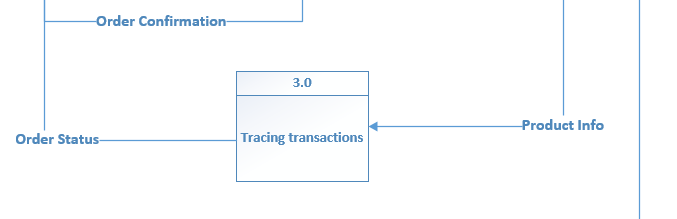 Order Confirmation
3.0
Product Info
Tracing transactions
Order Status